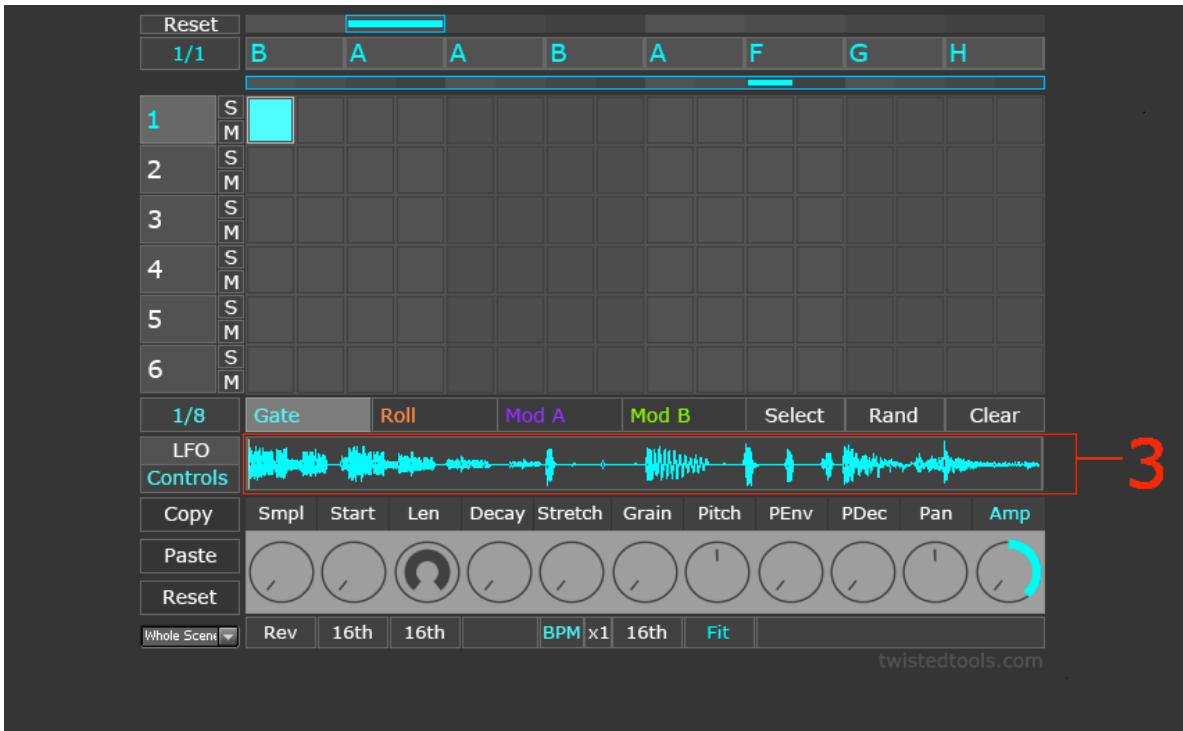 Reset
1/1 B A A B A F G H
1 S
M
2 S
M
3 S
M
4 S
M
5 S
M
6 S
M
1/8 Gate Roll Mod A Mod B Select Rand Clear
LFO
Controls
3
Copy Smpl Start Len Decay Stretch Grain Pitch PEnv PDec Pan Amp
Paste
Reset
Whole Scene Rev 16th 16th BPM x1 16th Fit
twistedtools.com